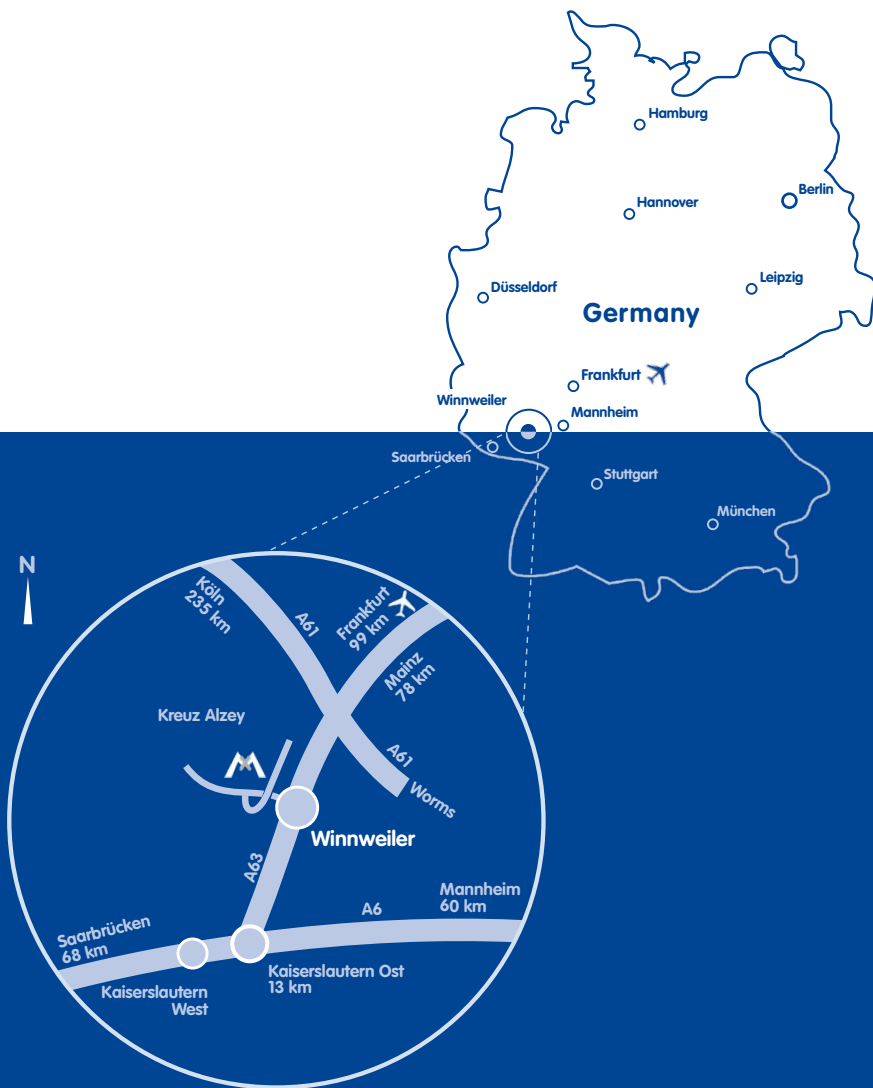 Hamburg
Berlin
Hannover
Leipzig
Düsseldorf
Germany
Frankfurt
Winnweiler
Mannheim
Saarbrücken
Stuttgart
München
N
Köln
235 km
A61
Frankfurt
99 km
Mainz
78 km
Kreuz Alzey
A61
Worms
Winnweiler
A63
Mannheim
60 km
A6
Saarbrücken
68 km
Kaiserslautern Ost
13 km
Kaiserslautern
West